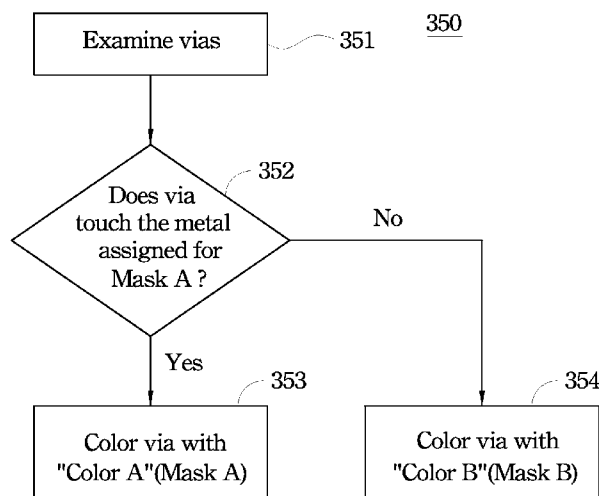 Examine vias
351
350
352
Does via
touch the metal
assigned for
Mask A ?
No
Yes
353
354
Color via with
"Color A"(Mask A)
Color via with
"Color B"(Mask B)